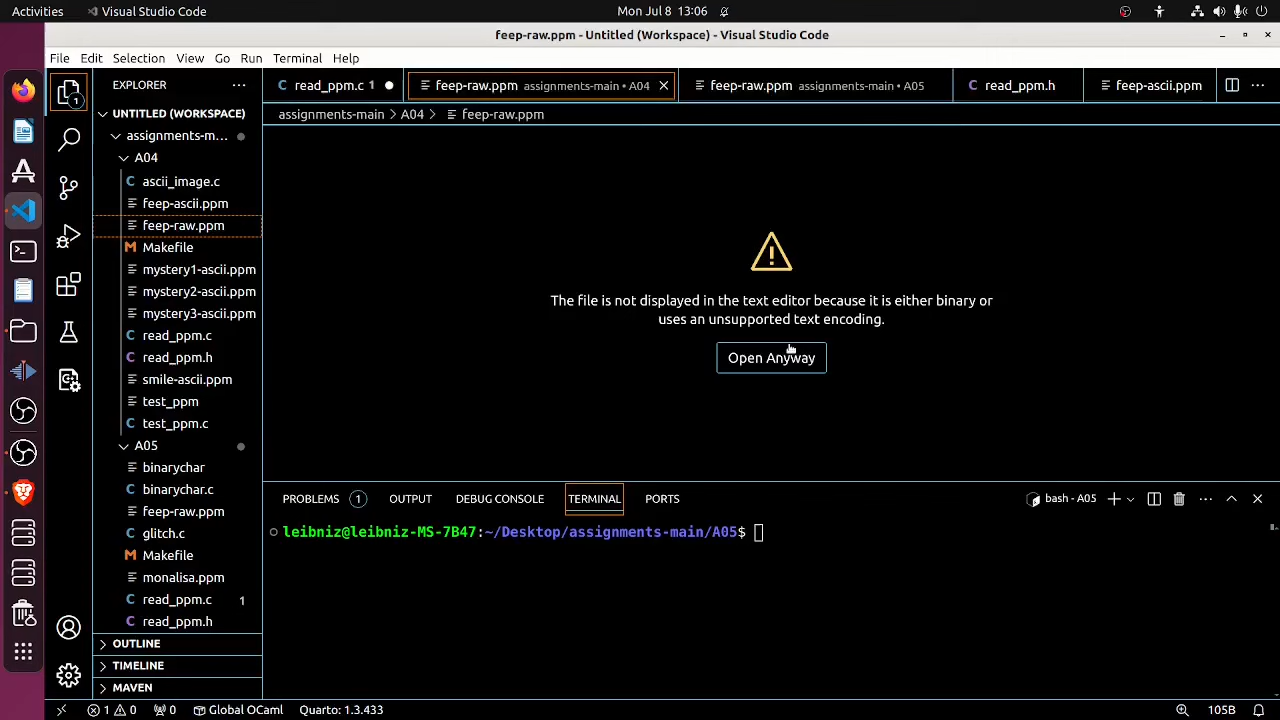 Activities Visual Studio Code Mon Jul 8 13:06
feep-raw.ppm - Untitled (Workspace) - Visual Studio Code
File Edit Selection View Go Run Terminal Help
EXPLORER
read_ppm.c 1
feep-raw.ppm assignments-main • A04
feep-raw.ppm assignments-main • A05
read_ppm.h
feep-ascii.ppm
assignments-main > A04 > feep-raw.ppm
1
UNTITLED (WORKSPACE)
assignments-m...
A04
ascii_image.c
feep-ascii.ppm
feep-raw.ppm
Makefile
mystery1-ascii.ppm
mystery2-ascii.ppm
mystery3-ascii.ppm
read_ppm.c
read_ppm.h
smile-ascii.ppm
test_ppm
test_ppm.c
A05
binarychar
binarychar.c
feep-raw.ppm
glitch.c
Makefile
monalisa.ppm
read_ppm.c 1
read_ppm.h
OUTLINE
TIMELINE
MAVEN
The file is not displayed in the text editor because it is either binary or
uses an unsupported text encoding.
Open Anyway
PROBLEMS 1 OUTPUT DEBUG CONSOLE TERMINAL PORTS bash - A05
leibniz@leibniz-MS-7B47:~/Desktop/assignments-main/A05$
1 0 0 Global OCaml Quarto: 1.3.433 105B